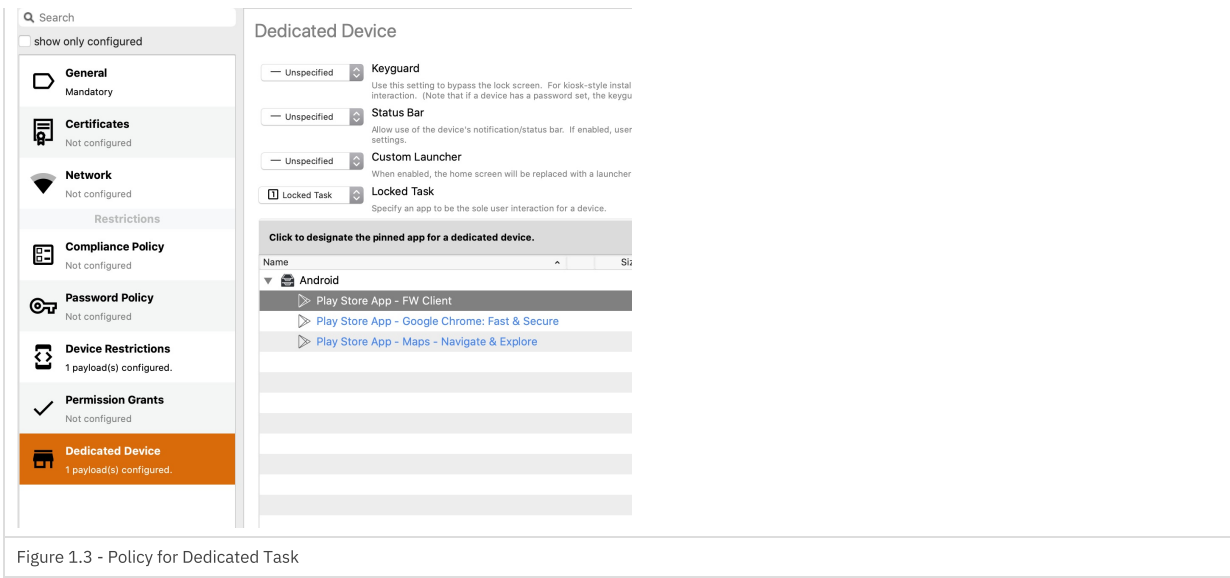 Search
show only configured
General
Mandatory
Certificates
Not configured
Network
Not configured
Restrictions
Compliance Policy
Not configured
Password Policy
Not configured
Device Restrictions
1 payload(s) configured.
Permission Grants
Not configured
Dedicated Device
1 payload(s) configured.
Dedicated Device
— Unspecified
Keyguard
Use this setting to bypass the lock screen. For kiosk-style instal
interaction. (Note that if a device has a password set, the keygu
— Unspecified
Status Bar
Allow use of the device's notification/status bar. If enabled, user
settings.
— Unspecified
Custom Launcher
When enabled, the home screen will be replaced with a launcher
1 Locked Task
Locked Task
Specify an app to be the sole user interaction for a device.
Click to designate the pinned app for a dedicated device.
Name Siz
Android
Play Store App - FW Client
Play Store App - Google Chrome: Fast & Secure
Play Store App - Maps - Navigate & Explore
Figure 1.3 - Policy for Dedicated Task